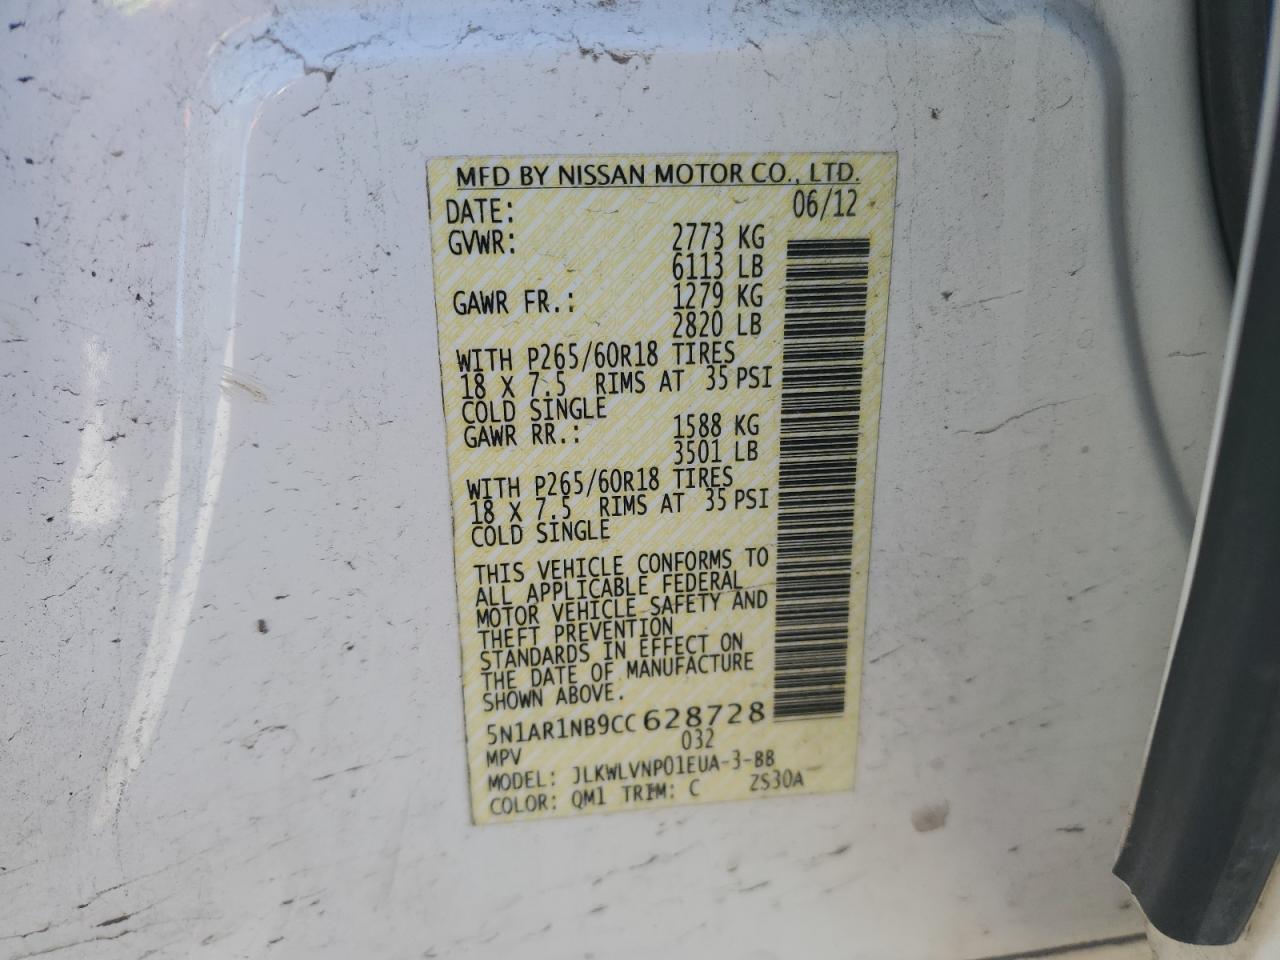 MFD BY NISSAN MOTOR CO., LTD.
DATE: 06/12
GVWR: 2773 KG
6113 LB
GAWR FR.: 1279 KG
2820 LB
WITH P265/60R18 TIRES
18 X 7.5 RIMS AT 35 PSI
COLD SINGLE
GAWR RR.: 1588 KG
3501 LB
WITH P265/60R18 TIRES
18 X 7.5 RIMS AT 35 PSI
COLD SINGLE
THIS VEHICLE CONFORMS TO
ALL APPLICABLE FEDERAL
MOTOR VEHICLE SAFETY AND
THEFT PREVENTION
STANDARDS IN EFFECT ON
THE DATE OF MANUFACTURE
SHOWN ABOVE.
5N1AR1NB9CC 628728
MPV 032
MODEL: JLKWLVNP01EUA-3-BB
COLOR: QM1 TRIM: C ZS30A